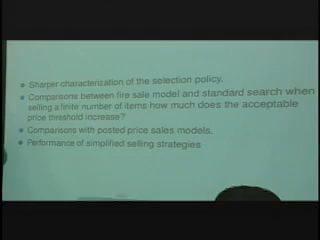 Sharper characterization of the selection policy.
Comparisons between fire sale model and standard search when
selling a finite number of items how much does the acceptable
price threshold increase?
Comparisons with posted price sales models.
Performance of simplified selling strategies